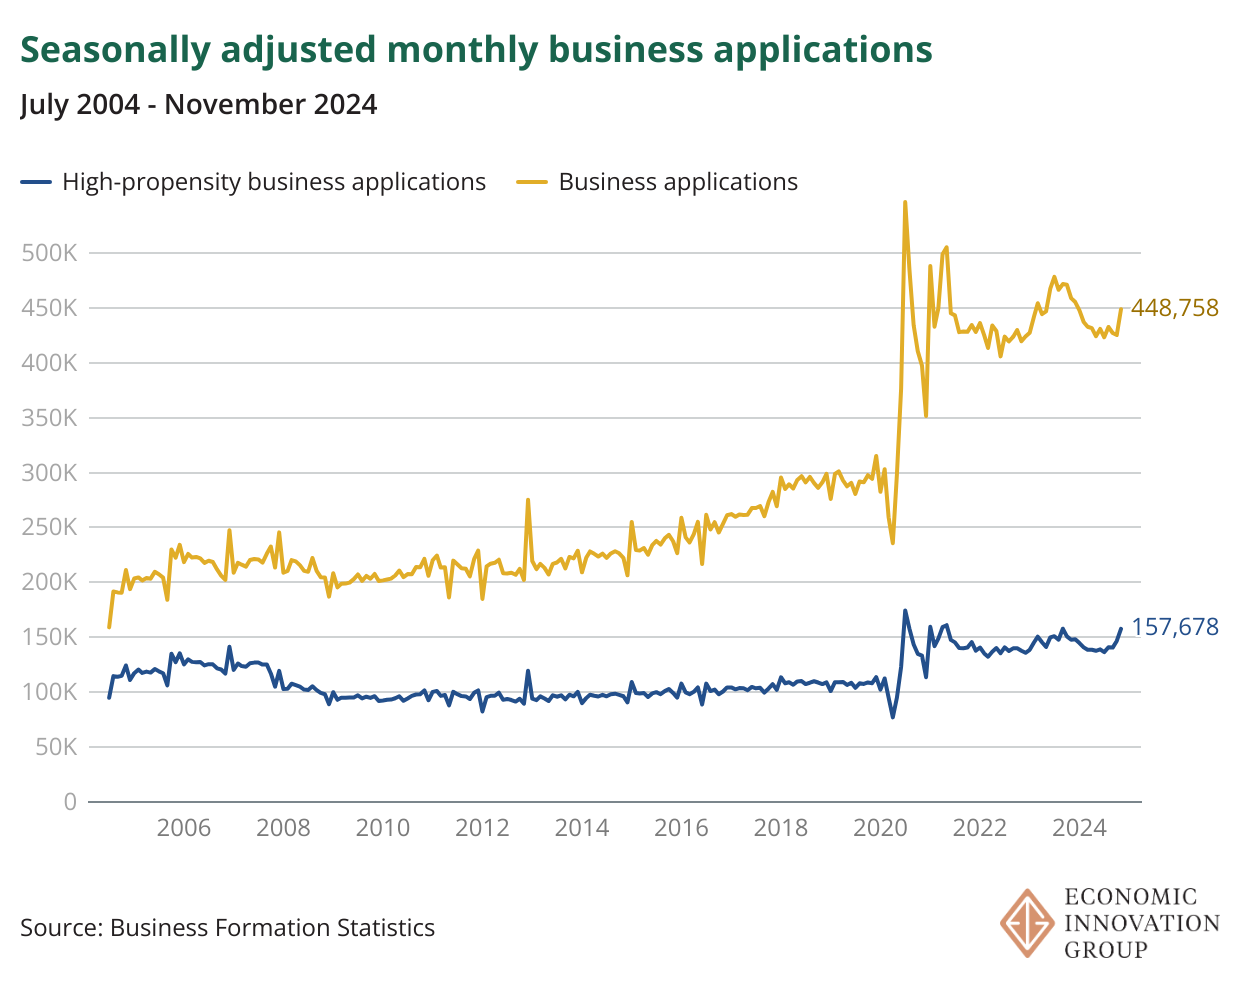 Seasonally adjusted monthly business applications
July 2004 - November 2024
High-propensity business applications Business applications
500K
450K
448,758
400K
350K
300K
250K
200K
150K
157,678
100K
50K
0
2006 2008 2010 2012 2014 2016 2018 2020 2022 2024
Source: Business Formation Statistics
ECONOMIC
INNOVATION
GROUP